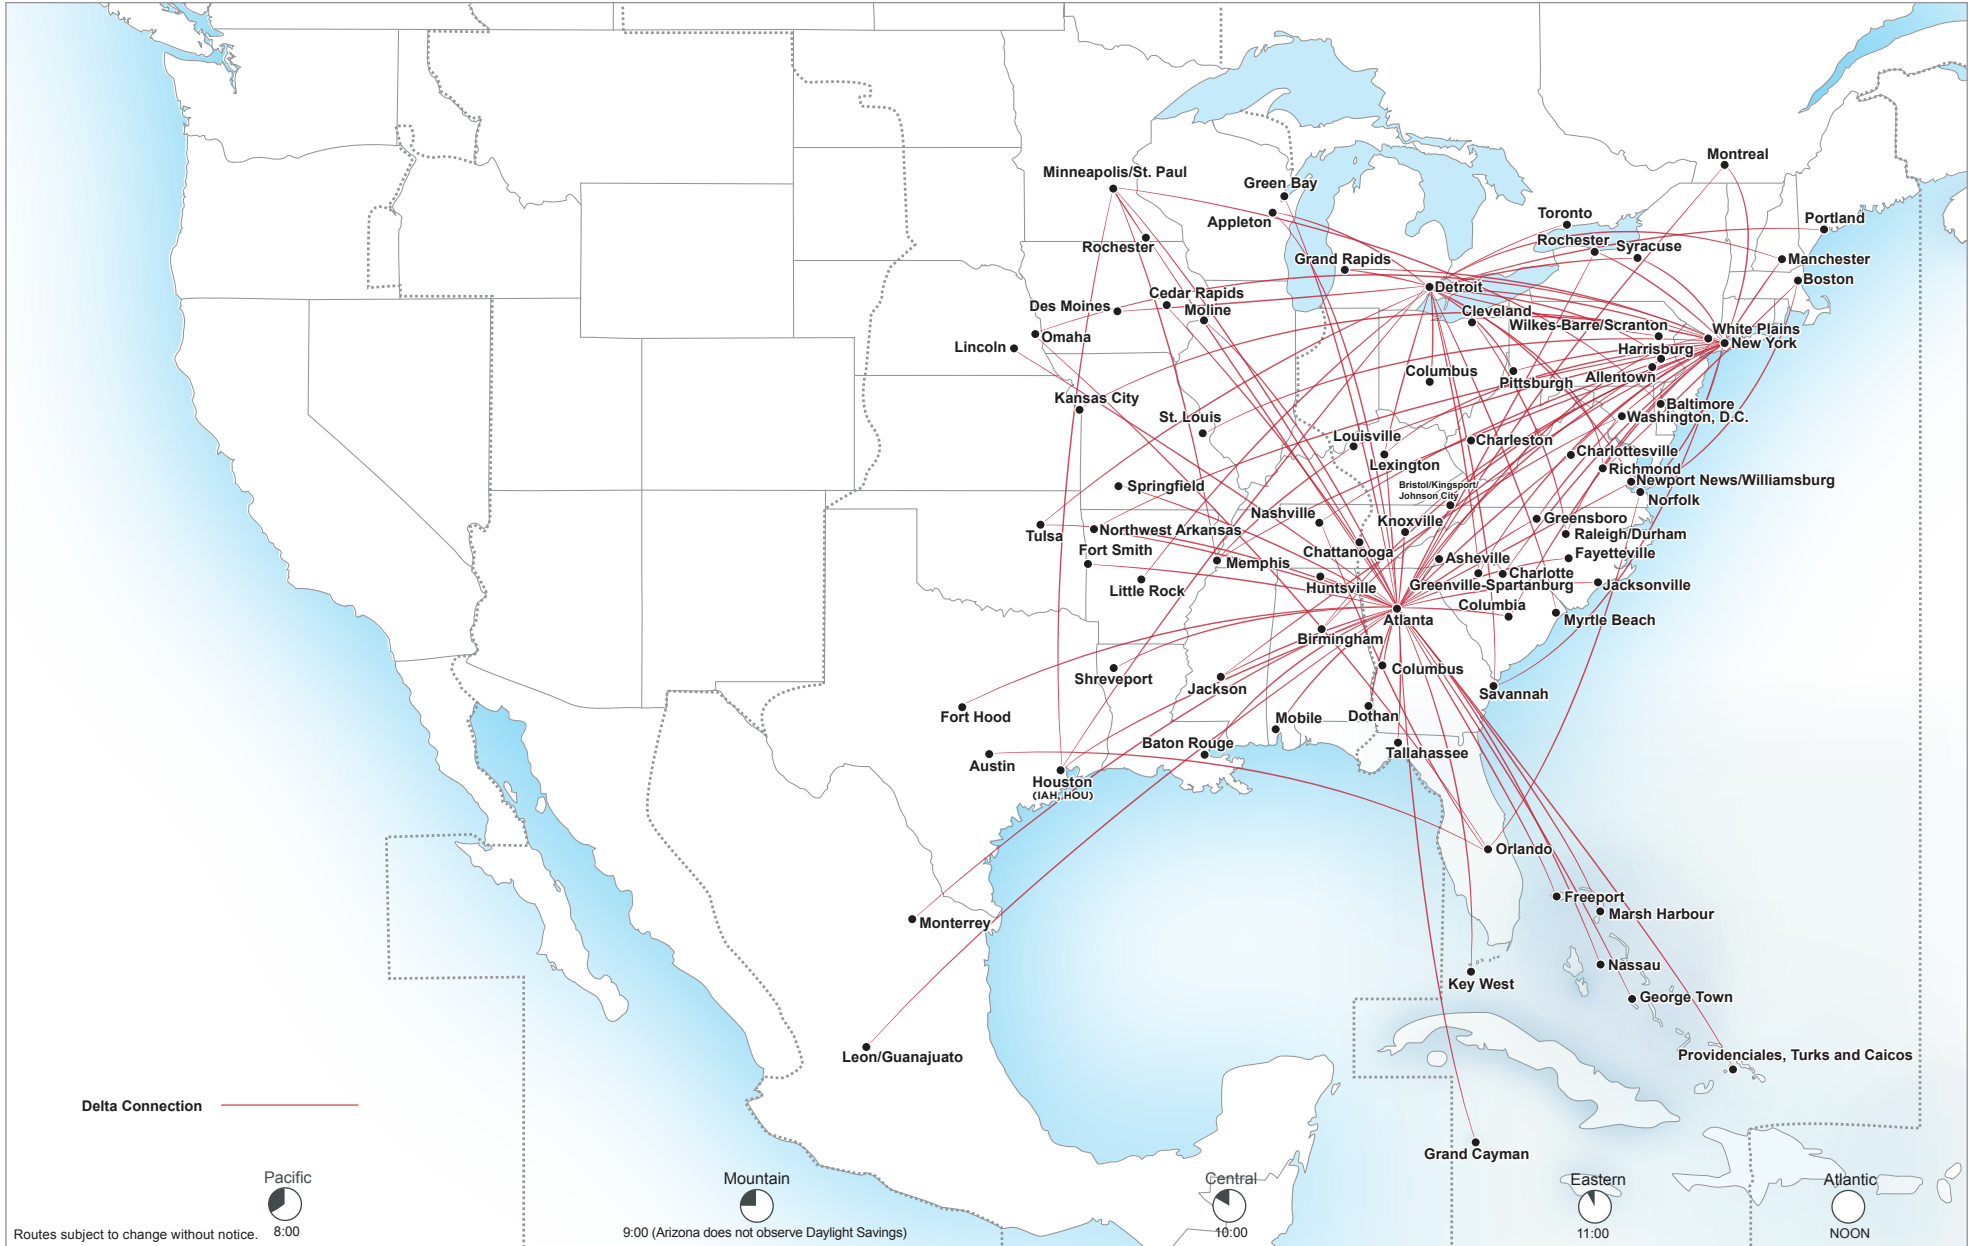 Montreal
Minneapolis/St. Paul
Green Bay
Toronto
Portland
Appleton
Rochester
Rochester
Syracuse
Grand Rapids
Manchester
Boston
Detroit
Cedar Rapids
Des Moines
Moline
Cleveland
Wilkes-Barre/Scranton
White Plains
Omaha
New York
Lincoln
Harrisburg
Columbus
Pittsburgh
Allentown
Kansas City
Baltimore
St. Louis
Washington, D.C.
Louisville
Charleston
Lexington
Charlottesville
Richmond
Bristol/Kingsport/
Johnson City
Newport News/Williamsburg
Springfield
Norfolk
Nashville
Knoxville
Greensboro
Tulsa
Northwest Arkansas
Raleigh/Durham
Fort Smith
Chattanooga
Fayetteville
Memphis
Asheville
Charlotte
Little Rock
Huntsville
Greenville-Spartanburg
Jacksonville
Columbia
Atlanta
Myrtle Beach
Birmingham
Columbus
Shreveport
Jackson
Savannah
Fort Hood
Mobile
Dothan
Baton Rouge
Tallahassee
Austin
Houston
(IAH, HOU)
Orlando
Freeport
Marsh Harbour
Monterrey
Nassau
Key West
George Town
Leon/Guanajuato
Providenciales, Turks and Caicos
Delta Connection
Grand Cayman
Pacific
Mountain
Central
Eastern
Atlantic
Routes subject to change without notice.
8:00
9:00 (Arizona does not observe Daylight Savings)
10:00
11:00
NOON